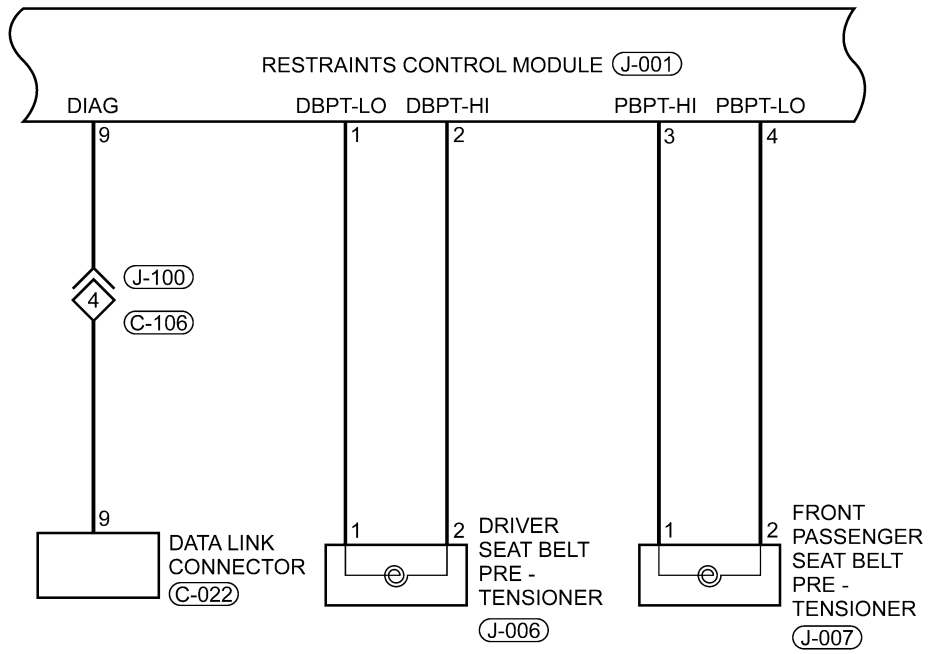 RESTRAINTS CONTROL MODULE J-001
DIAG DBPT-LO DBPT-HI PBPT-HI PBPT-LO
9 1 2 3 4
J-100
4
C-106
9
DATA LINK
CONNECTOR
C-022
1 2
DRIVER
SEAT BELT
PRE -
TENSIONER
J-006
1 2
FRONT
PASSENGER
SEAT BELT
PRE -
TENSIONER
J-007